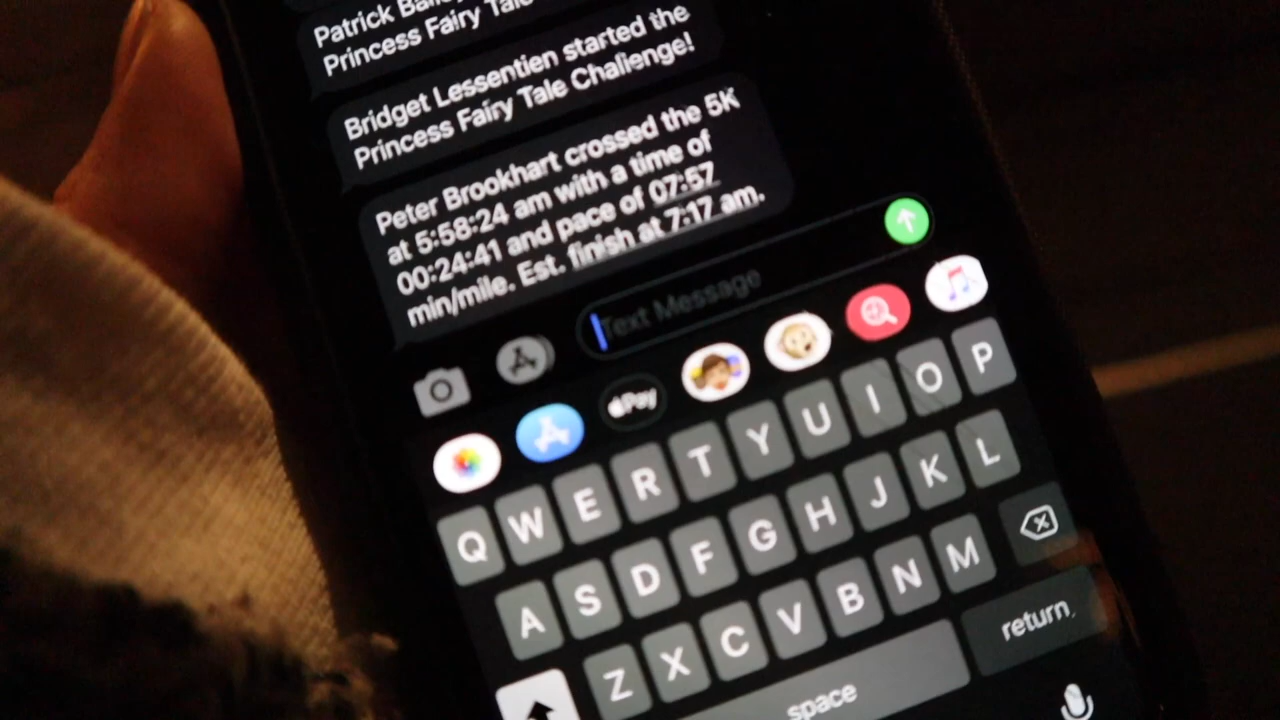 Patrick
Princess Fairy Tale
Bridget Lessentien started the
Princess Fairy Tale Challenge!
Peter Brookhart crossed the 5K
at 5:58:24 am with a time of
00:24:41 and pace of 07:57
min/mile. Est. finish at 7:17 am.
Text Message
Pay
Q W E R T Y U I O P
A S D F G H J K L
Z X C V B N M
space return